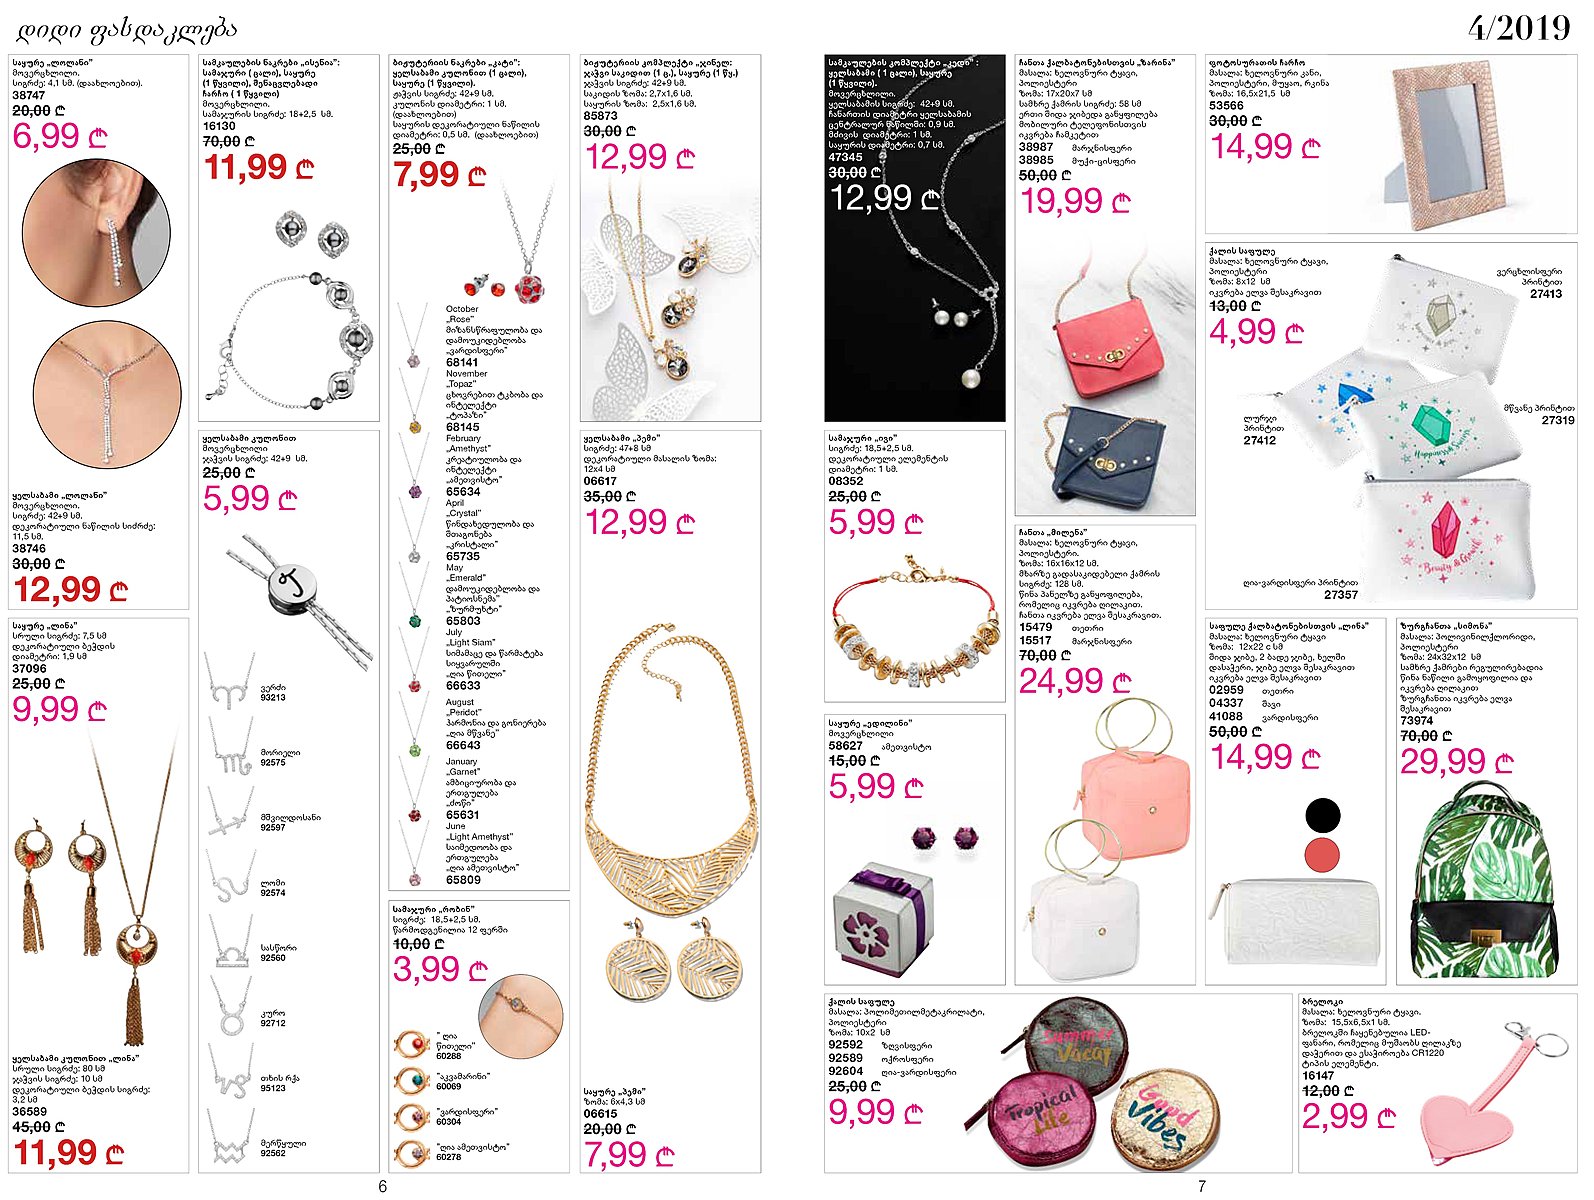 დიდი ფასდაკლება
4/2019
საყურე „ლოლანი”
მოვერცხლილი.
სიგრძე: 4,1 სმ. (დაახლოებით).
38747
20,00 ₾
6,99 ₾
ყელსაბამი „ლოლანი”
მოვერცხლილი.
სიგრძე: 42+9 სმ.
დეკორატიული ნაწილის სიძრძე:
11,5 სმ.
38746
30,00 ₾
12,99 ₾
საყურე „ლინა”
სრული სიგრძე: 7,5 სმ
დეკორატიული ბეჭდის
დიამეტრი: 1,9 სმ
37096
25,00 ₾
9,99 ₾
ყელსაბამი კულონით „ლინა”
სრული სიგრძე: 80 სმ
ჯაჭვის სიგრძე: 10 სმ
დეკორატიული ბეჭდის სიგრძე:
3,2 სმ
36589
45,00 ₾
11,99 ₾
სამკაულების ნაკრები „ისენია”:
სამაჯური ( ცალი), საყურე
(1 წყვილი), შენაცვლებადი
ჩარჩო ( 1 წყვილი)
მოვერცხლილი.
სამაჯურის სიგრძე: 18+2,5 სმ.
16130
70,00 ₾
11,99 ₾
ყელსაბამი კულონით
მოვერცხლილი
ჯაჭვის სიგრძე: 42+9 სმ.
25,00 ₾
5,99 ₾
ვერძი
93213
მორიელი
92575
მშვილდოსანი
92597
ლომი
92574
სასწორი
92560
კურო
92712
თხის რქა
95123
მერწყული
92562
ბიჟუტერიის ნაკრები „კატი”:
ყელსაბამი კულონით (1 ცალი),
საყურე (1 წყვილი).
ჟაჭვის სიგრძე: 42+9 სმ.
კულონის დიამეტრი: 1 სმ.
(დაახლოებით)
საყურის დეკორატიული ნაწილის
დიამეტრი: 0,5 სმ. (დაახლოებით)
25,00 ₾
7,99 ₾
October
„Rose”
მიზანსწრაფულობა და
დამოუკიდებლობა
„ვარდისფერი”
68141
November
„Topaz”
ცხოვრებით ტკბობა და
ინტელექტი
„ტოპაზი”
68145
February
„Amethyst”
კრეატიულობა და
ინტელექტი
„ამეთვისტო”
65634
April
„Crystal”
წინდახედულობა და
შთაგონება
„კრისტალი”
65735
May
„Emerald”
დამოუკიდებლობა და
პატიოსნება”
„ზურმუხტი”
65803
July
„Light Siam”
სიმამაცე და წარმატება
სიყვარულში
„ღია წითელი”
66633
August
„Peridot”
ჰარმონია და გონიერება
„ღია მწვანე”
66643
January
„Garnet”
ამბიციურობა და
ერთგულება
„ძოწი”
65631
June
„Light Amethyst”
საიმედოობა და
ერთგულება
„ღია ამეთვისტო”
65809
სამაჯური „რობინ”
სიგრძე: 18,5+2,5 სმ.
წარმოდგენილია 12 ფერში
10,00 ₾
3,99 ₾
" ღია
წითელი"
60288
"აკვამარინი"
60069
"ვარდისფერი"
60304
"ღია ამეთვისტო"
60278
ბიჟუტერიის კომპლექტი „ჯინელ:
ჯაჭვი საკიდით (1 ც.), საყურე (1 წყ.)
ჯაჭვის სიგრძე: 42+9 სმ.
საკიდის ზომა: 2,7x1,6 სმ.
საყურის ზომა: 2,5x1,6 სმ.
85873
30,00 ₾
12,99 ₾
ყელსაბამი „პემი”
სიგრძე: 47+8 სმ
დეკორატიული მასალის ზომა:
12x4 სმ
06617
35,00 ₾
12,99 ₾
საყურე „პემი”
ზომა: 6x4,3 სმ
06615
20,00 ₾
7,99 ₾
6
სამკაულების კომპლექტი „კედი” :
ყელსაბამი ( 1 ცალი), საყურე
(1 წყვილი).
მოვერცხლილი.
ყელსაბამის სიგრძე: 42+9 სმ.
ჩანართის დიამეტრი ყელსაბამის
ცენტრალურ ნაწილში: 0,9 სმ.
მძივის დიამეტრი: 1 სმ.
საყურის დიამეტრი: 0,7 სმ.
47345
30,00 ₾
12,99 ₾
სამაჯური „ივი”
სიგრძე: 18,5+2,5 სმ.
დეკორატიული ელემენტის
დიამეტრი: 1 სმ.
08352
25,00 ₾
5,99 ₾
საყურე „ედილინი”
მოვერცხლილი
58627 ამეთვისტო
15,00 ₾
5,99 ₾
ქალის საფულე
მასალა: პოლიმეთილმეტაკრილატი,
პოლიესტერი
ზომა: 10x2 სმ
92592 ზღვისფერი
92589 ოქროსფერი
92604 ღია-ვარდისფერი
25,00 ₾
9,99 ₾
Summer
Vacay
Tropical
Life
Good
Vibes
ჩანთა ქალბატონებისთვის „ზარინა”
მასალა: ხელოვნური ტყავი,
პოლიესტერი
ზომა: 17x20x7 სმ
სამხრე ქამრის სიგრძე: 58 სმ
ერთი შიდა ჯიბედა განყფილება
მობილური ტელეფონისთვის
იკვრება ჩამკეტით
38987 მარჯნისფერი
38985 მუქი-ცისფერი
50,00 ₾
19,99 ₾
ჩანთა „მილენა”
მასალა: ხელოვნური ტყავი,
პოლიესტერი.
ზომა: 16x16x12 სმ.
მხარზე გადასაკიდებელი ქამრის
სიგრძე: 128 სმ.
წინა პანელზე განყოფილება,
რომელიც იკვრება ღილაკით.
ჩანთა იკვრება ელვა შესაკრავით.
15479 თეთრი
15517 მარჯნისფერი
70,00 ₾
24,99 ₾
ფოტოსურათის ჩარჩო
მასალა: ხელოვნური კანი,
პოლიესტერი, მუყაო, რკინა
ზომა: 16,5x21,5 სმ
53566
30,00 ₾
14,99 ₾
ქალის საფულე
მასალა: ხელოვნური ტყავი,
პოლიესტერი
ზომა: 8x12 სმ
იკვრება ელვა შესაკრავით
13,00 ₾
4,99 ₾
ვერცხლისფერი
პრინტით
27413
ლურჯი
პრინტით
27412
მწვანე პრინტით
27319
Happiness & Luck
Beauty & Growth
ღია-ვარდისფერი პრინტით
27357
საფულე ქალბატონებისთვის „ლინა”
მასალა: ხელოვნური ტყავი
ზომა: 12x22 c სმ
შიდა ჯიბე, 2 ბადე ჯიბე, ხელში
დასაჭერი, ჯიბე ელვა შესაკრავით
იკვრება ელვა შესაკრავით
02959 თეთრი
04337 შავი
41088 ვარდისფერი
50,00 ₾
14,99 ₾
ზურგჩანთა „სიმონა”
მასალა: პოლივინილქლორიდი,
პოლიესტერი
ზომა: 24x32x12 სმ
სამხრე ქამრები რეგულირებადია
წინა ნაწილი გამოყოფილია და
იკვრება ღილაკით
ზურგჩანთა იკვრება ელვა
შესაკრავით
73974
70,00 ₾
29,99 ₾
ბრელოკი
მასალა: ხელოვნური ტყავი.
ზომა: 15,5x6,5x1 სმ.
ბრელოკში ჩაყენებულია LED-
ფანარი, რომელიც მუშაობს ღილაკზე
დაჭერით და ესაჭიროება CR1220
ტიპის ელემენტი.
16147
12,00 ₾
2,99 ₾
7